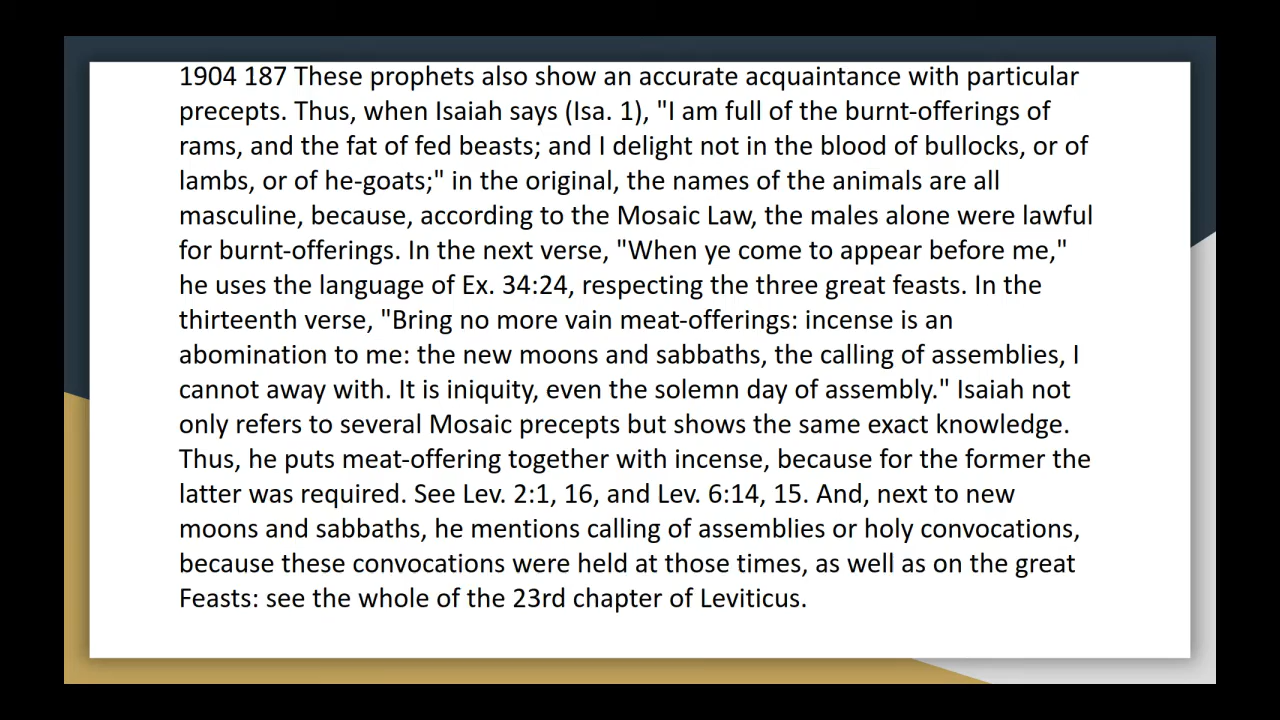 1904 187 These prophets also show an accurate acquaintance with particular
precepts. Thus, when Isaiah says (Isa. 1), "I am full of the burnt-offerings of
rams, and the fat of fed beasts; and I delight not in the blood of bullocks, or of
lambs, or of he-goats;" in the original, the names of the animals are all
masculine, because, according to the Mosaic Law, the males alone were lawful
for burnt-offerings. In the next verse, "When ye come to appear before me,"
he uses the language of Ex. 34:24, respecting the three great feasts. In the
thirteenth verse, "Bring no more vain meat-offerings: incense is an
abomination to me: the new moons and sabbaths, the calling of assemblies, I
cannot away with. It is iniquity, even the solemn day of assembly." Isaiah not
only refers to several Mosaic precepts but shows the same exact knowledge.
Thus, he puts meat-offering together with incense, because for the former the
latter was required. See Lev. 2:1, 16, and Lev. 6:14, 15. And, next to new
moons and sabbaths, he mentions calling of assemblies or holy convocations,
because these convocations were held at those times, as well as on the great
Feasts: see the whole of the 23rd chapter of Leviticus.